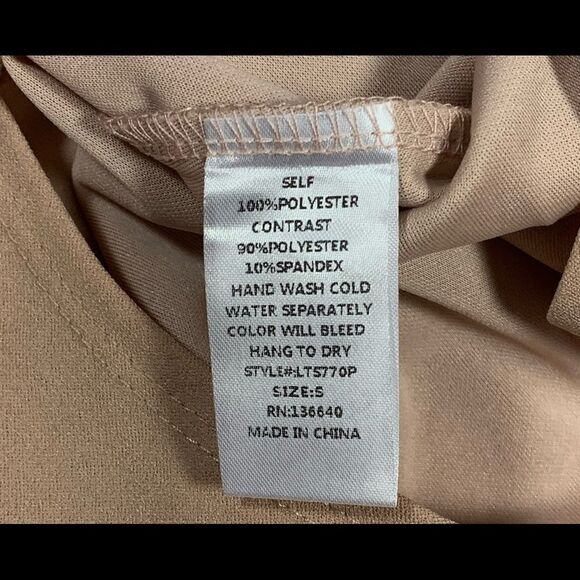 SELF
100%POLYESTER
CONTRAST
90%POLYESTER
10%SPANDEX
HAND WASH COLD
WATER SEPARATELY
COLOR WILL BLEED
HANG TO DRY
STYLE#:LT5770P
SIZE:S
RN:136640
MADE IN CHINA